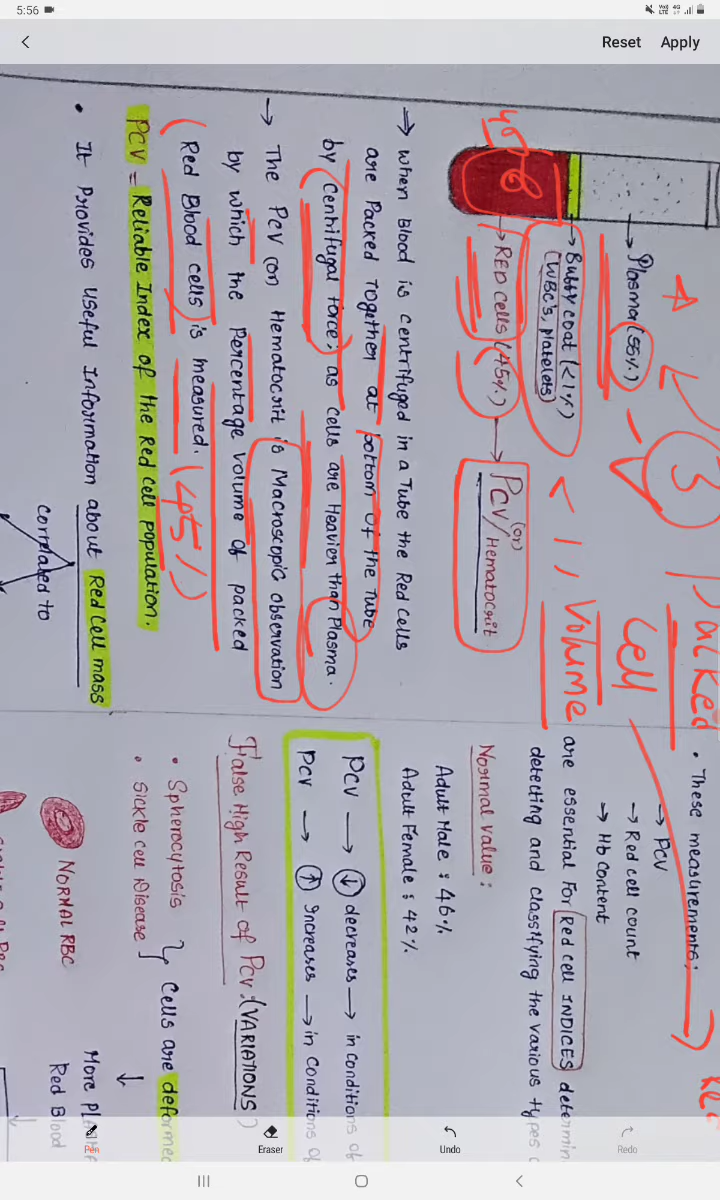 5:56
Reset Apply
Plasma (55%)
Buffy coat (<1%)
(WBC's, platelets)
RED cells (45%)
PCV (or)
Hematocrit
3
< 1%
Packed
Cell
Volume
→ When Blood is centrifuged in a Tube the Red cells
are Packed Together at bottom of the Tube
by Centrifugal force; as cells are Heavier than Plasma.
→ The PCV (or) Hematocrit is Macroscopic observation
by which the Percentage volume of packed
(Red Blood cells) is measured.
(45%)
PCV = Reliable Index of the Red cell population.
• It Provides useful Information about Red cell mass
correlated to
• These measurements;
→ PCV
→ Red cell count
→ Hb content
are essential For Red cell INDICES determin
detecting and classifying the various types
Normal value:
Adult Male : 46%
Adult Female : 42%
PCV → ↓ decreases → in conditions of
PCV → ↑ increases → in conditions of
False High Result of PCV: (VARIATIONS)
• Spherocytosis
• Sickle cell Disease
Cells are deformed
NORMAL RBC
More
Red Blood
Pen Eraser Undo Redo